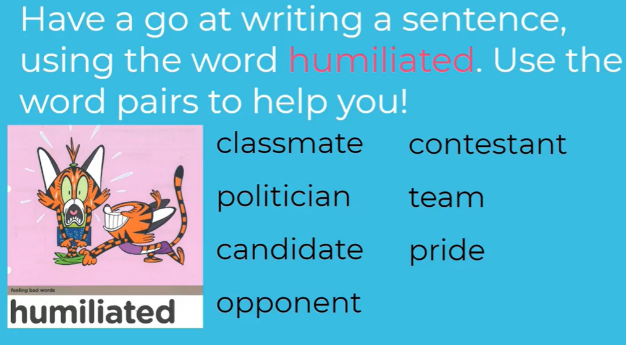 Have a go at writing a sentence,
using the word humiliated. Use the
word pairs to help you!
classmate contestant
politician team
candidate pride
opponent
feeling bad words
humiliated